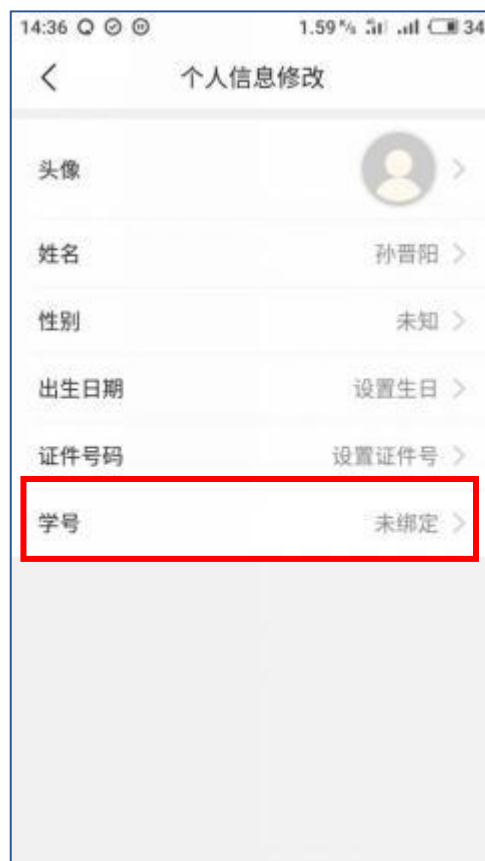 14:36 1.59 K/s 5G 34
个人信息修改
头像
姓名 孙晋阳
性别 未知
出生日期 设置生日
证件号码 设置证件号
学号 未绑定